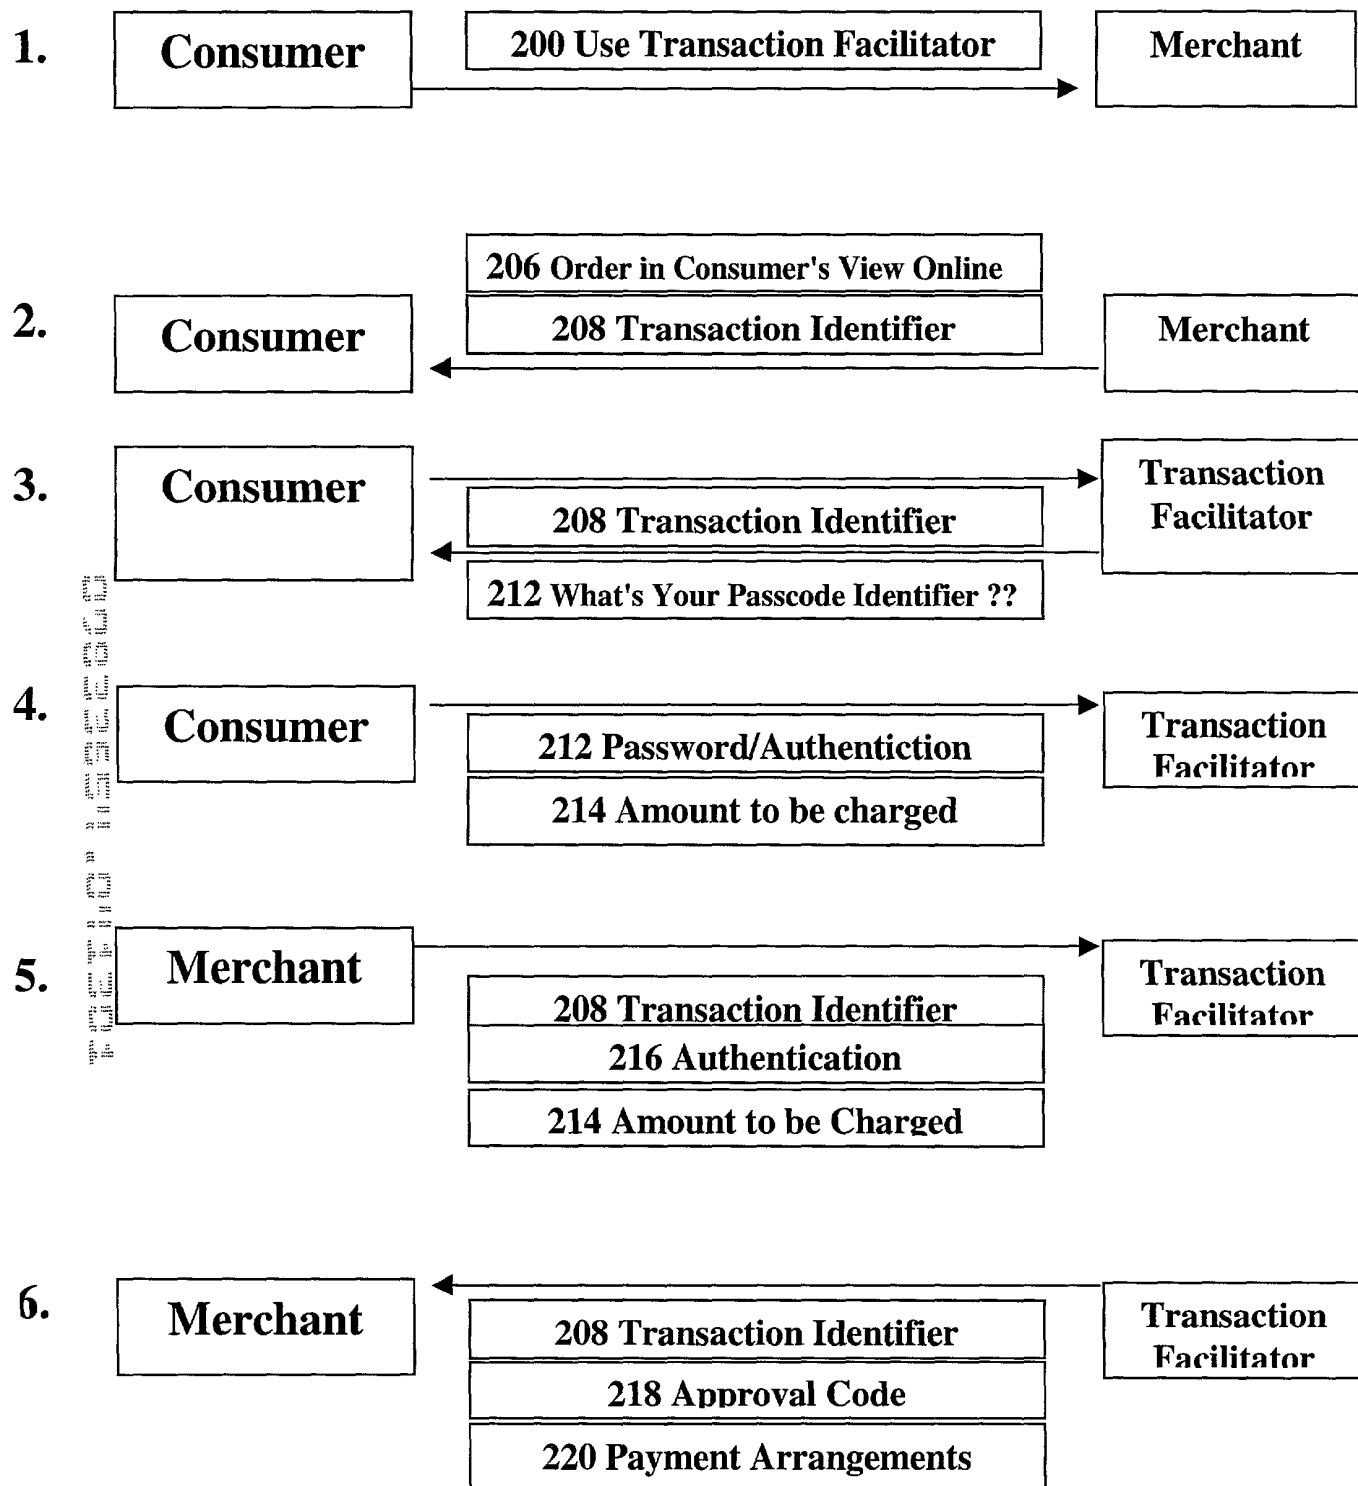 1.
Consumer
200 Use Transaction Facilitator
Merchant
2.
Consumer
206 Order in Consumer's View Online
208 Transaction Identifier
Merchant
3.
Consumer
208 Transaction Identifier
212 What's Your Passcode Identifier ??
Transaction
Facilitator
4.
Consumer
212 Password/Authentiction
214 Amount to be charged
Transaction
Facilitator
5.
Merchant
208 Transaction Identifier
216 Authentication
214 Amount to be Charged
Transaction
Facilitator
6.
Merchant
208 Transaction Identifier
218 Approval Code
220 Payment Arrangements
Transaction
Facilitator